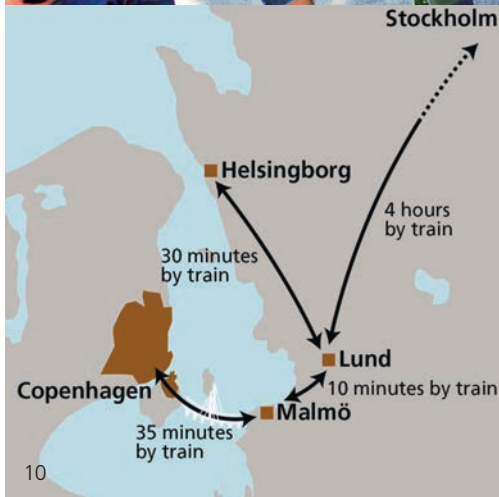 Stockholm
Helsingborg
4 hours
by train
30 minutes
by train
Lund
10 minutes by train
Copenhagen
Malmö
35 minutes
by train
10